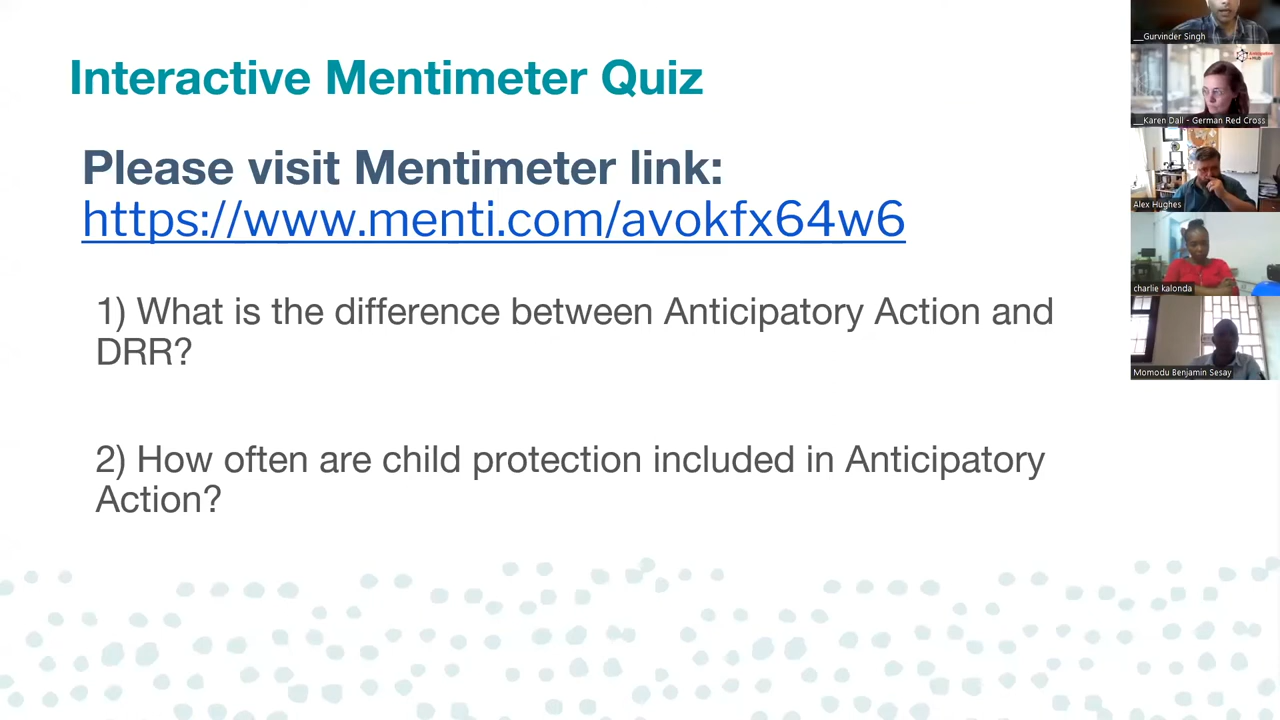 Interactive Mentimeter Quiz
Please visit Mentimeter link:
https://www.menti.com/avokfx64w6
1) What is the difference between Anticipatory Action and
DRR?
2) How often are child protection included in Anticipatory
Action?
__Gurvinder Singh
__Karen Dall - German Red Cross
Alex Hughes
charlie kalonda
Momodu Benjamin Sesay